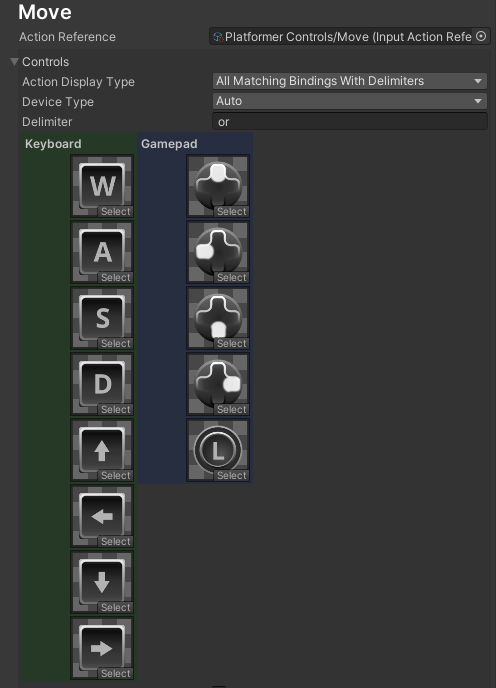 Move
Action Reference Platformer Controls/Move (Input Action Refe
Controls
Action Display Type All Matching Bindings With Delimiters
Device Type Auto
Delimiter or
Keyboard Gamepad
W
Select Select
A
Select Select
S
Select Select
D
Select Select
L
Select Select
Select
Select
Select